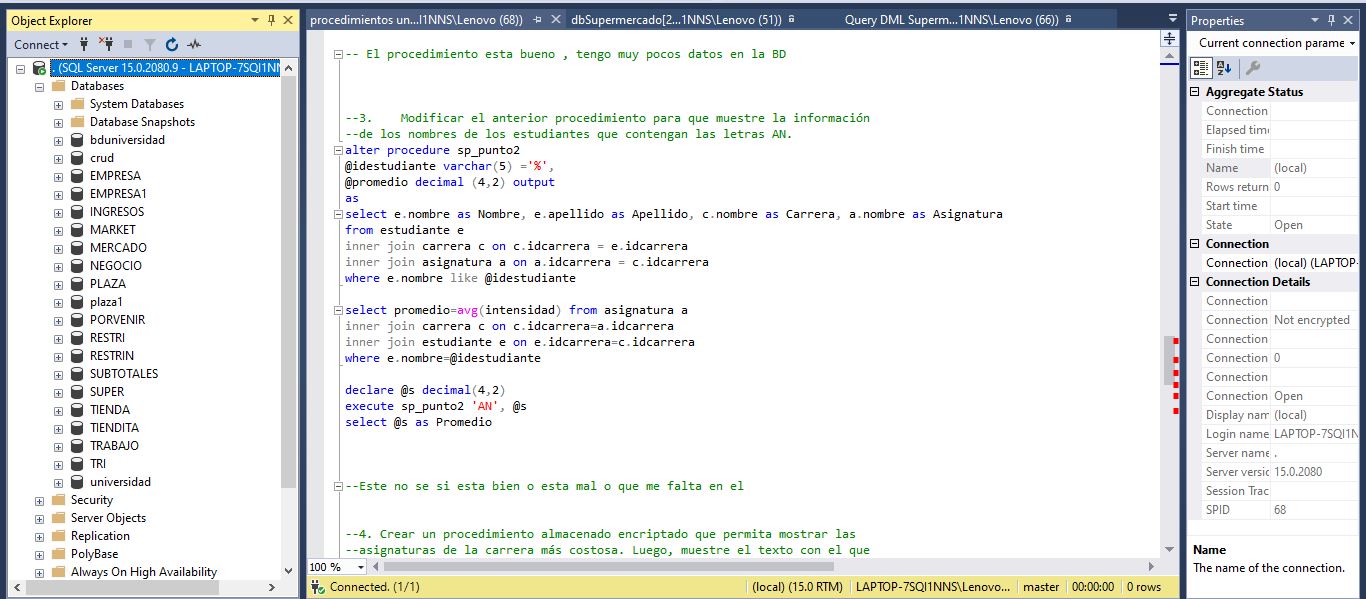 Object Explorer
Connect
. (SQL Server 15.0.2080.9 - LAPTOP-7SQI1NN
Databases
System Databases
Database Snapshots
bduniversidad
crud
EMPRESA
EMPRESA1
INGRESOS
MARKET
MERCADO
NEGOCIO
PLAZA
plaza1
PORVENIR
RESTRI
RESTRIN
SUBTOTALES
SUPER
TIENDA
TIENDITA
TRABAJO
TRI
universidad
Security
Server Objects
Replication
PolyBase
Always On High Availability
procedimientos un...I1NNS\Lenovo (68))
dbSupermercado[2...1NNS\Lenovo (51))
Query DML Superm...1NNS\Lenovo (66))
-- El procedimiento esta bueno , tengo muy pocos datos en la BD
--3. Modificar el anterior procedimiento para que muestre la información
--de los nombres de los estudiantes que contengan las letras AN.
alter procedure sp_punto2
@idestudiante varchar(5) ='%',
@promedio decimal (4,2) output
as
select e.nombre as Nombre, e.apellido as Apellido, c.nombre as Carrera, a.nombre as Asignatura
from estudiante e
inner join carrera c on c.idcarrera = e.idcarrera
inner join asignatura a on a.idcarrera = c.idcarrera
where e.nombre like @idestudiante
select promedio=avg(intensidad) from asignatura a
inner join carrera c on c.idcarrera=a.idcarrera
inner join estudiante e on e.idcarrera=c.idcarrera
where e.nombre=@idestudiante
declare @s decimal(4,2)
execute sp_punto2 'AN', @s
select @s as Promedio
--Este no se si esta bien o esta mal o que me falta en el
--4. Crear un procedimiento almacenado encriptado que permita mostrar las
--asignaturas de la carrera más costosa. Luego, muestre el texto con el que
100 %
Connected. (1/1)
(local) (15.0 RTM)
LAPTOP-7SQI1NNS\Lenovo...
master
00:00:00
0 rows
Properties
Current connection parame
Aggregate Status
Connection
Elapsed time
Finish time
Name (local)
Rows return 0
Start time
State Open
Connection
Connection (local) (LAPTOP-
Connection Details
Connection
Connection Not encrypted
Connection
Connection 0
Connection
Connection Open
Display nam (local)
Login name LAPTOP-7SQI1N
Server name .
Server versic 15.0.2080
Session Trac
SPID 68
Name
The name of the connection.